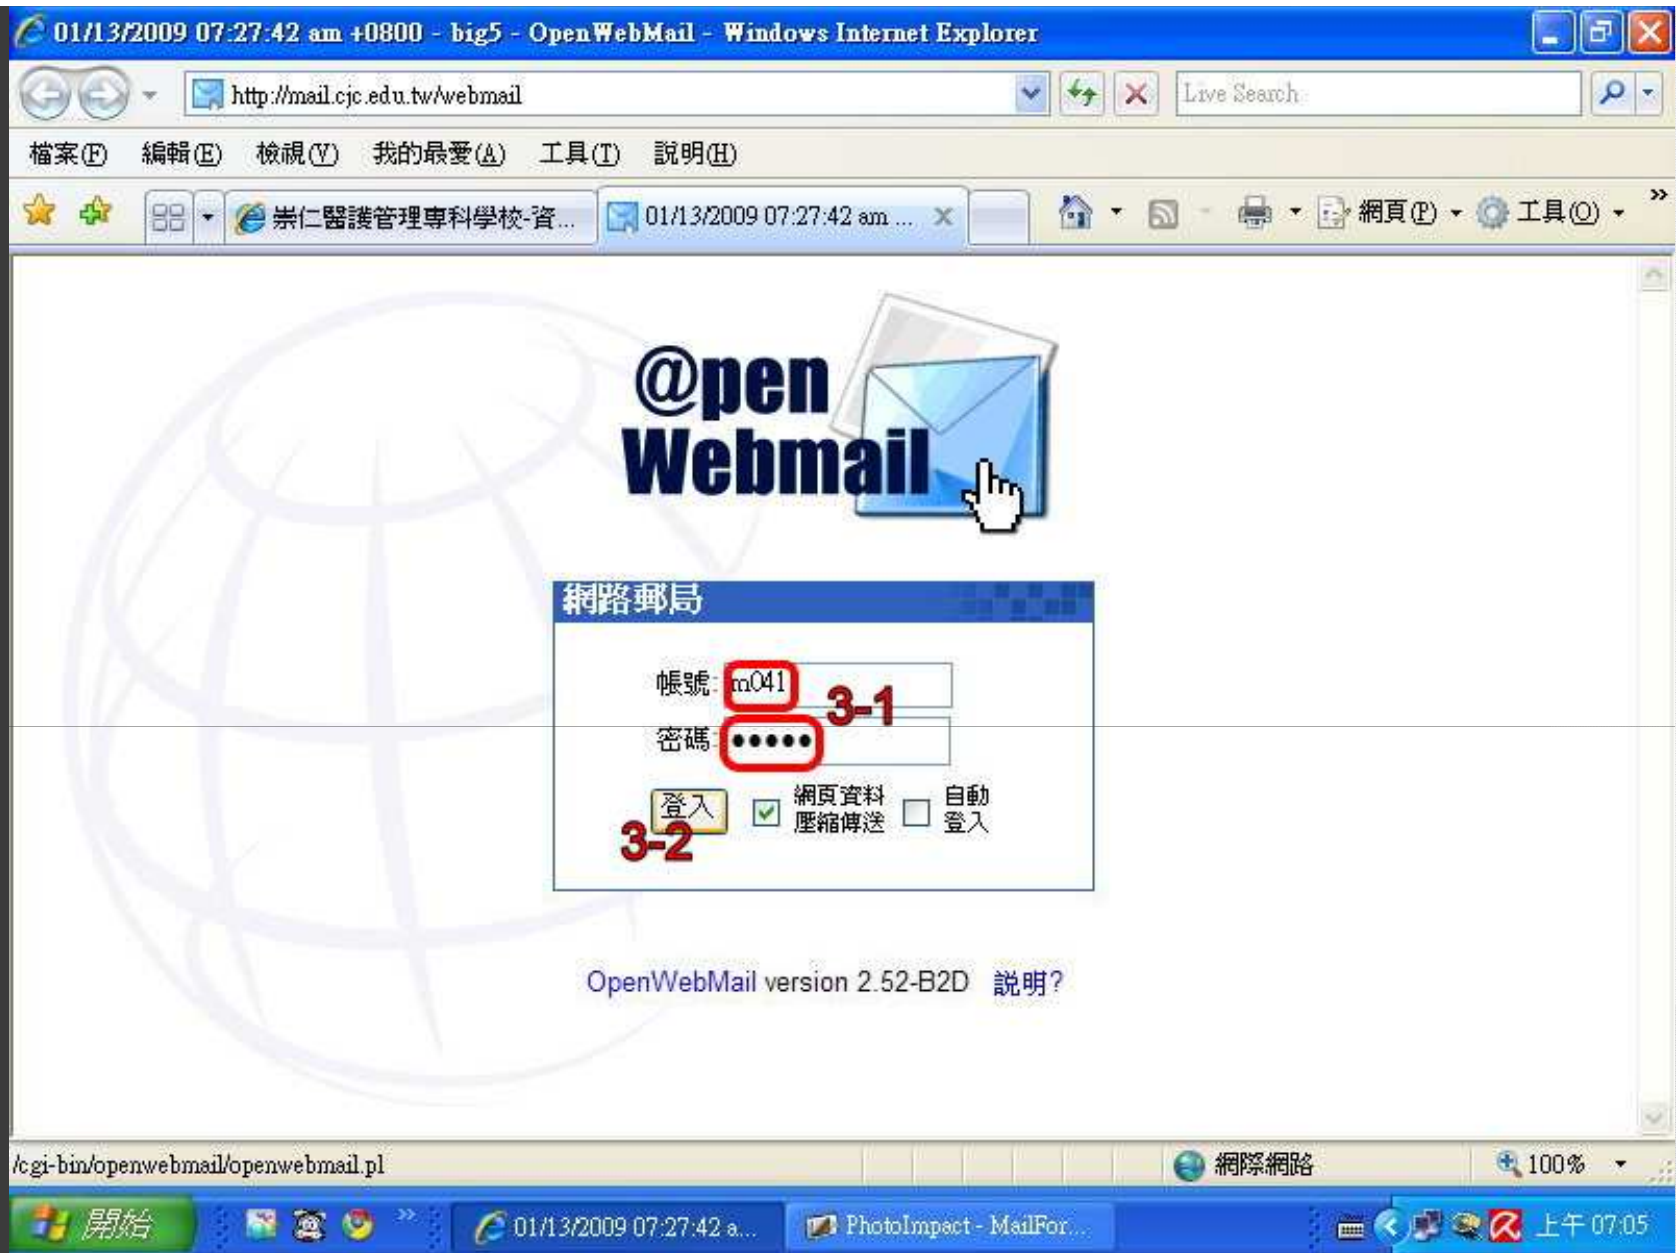 01/13/2009 07:27:42 am +0800 - big5 - OpenWebMail - Windows Internet Explorer
http://mail.cjc.edu.tw/webmail
Live Search
檔案(F) 編輯(E) 檢視(V) 我的最愛(A) 工具(T) 說明(H)
崇仁醫護管理專科學校-資... 01/13/2009 07:27:42 am ... 網頁(P) 工具(O) »
@pen
Webmail
網路郵局
帳號: m041
3-1
密碼: •••••
登入 網頁資料 壓縮傳送 自動 登入
3-2
OpenWebMail version 2.52-B2D 說明?
/cgi-bin/openwebmail/openwebmail.pl 網際網路 100%
開始 » 01/13/2009 07:27:42 a... PhotoImpact - MailFor... 上午 07:05